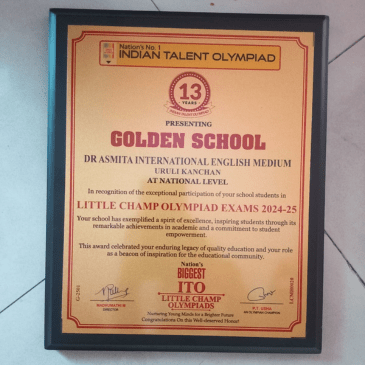 Nation's No. 1
INDIAN TALENT OLYMPIAD
13
YEARS
INDIAN TALENT OLYMPIAD
PRESENTING
GOLDEN SCHOOL
DR ASMITA INTERNATIONAL ENGLISH MEDIUM
URULI KANCHAN
AT NATIONAL LEVEL
In recognition of the exceptional participation of your school students in
LITTLE CHAMP OLYMPIAD EXAMS 2024-25
Your school has exemplified a spirit of excellence, inspiring students through its
remarkable achievements in academic and a commitment to student
empowerment.
This award celebrated your enduring legacy of quality education and your role
as a beacon of inspiration for the educational community.
Nation's
BIGGEST
ITO
LITTLE CHAMP
OLYMPIADS
Nurturing Young Minds for a Brighter Future
Congratulations On this Well-deserved Honor!
DIRECTOR